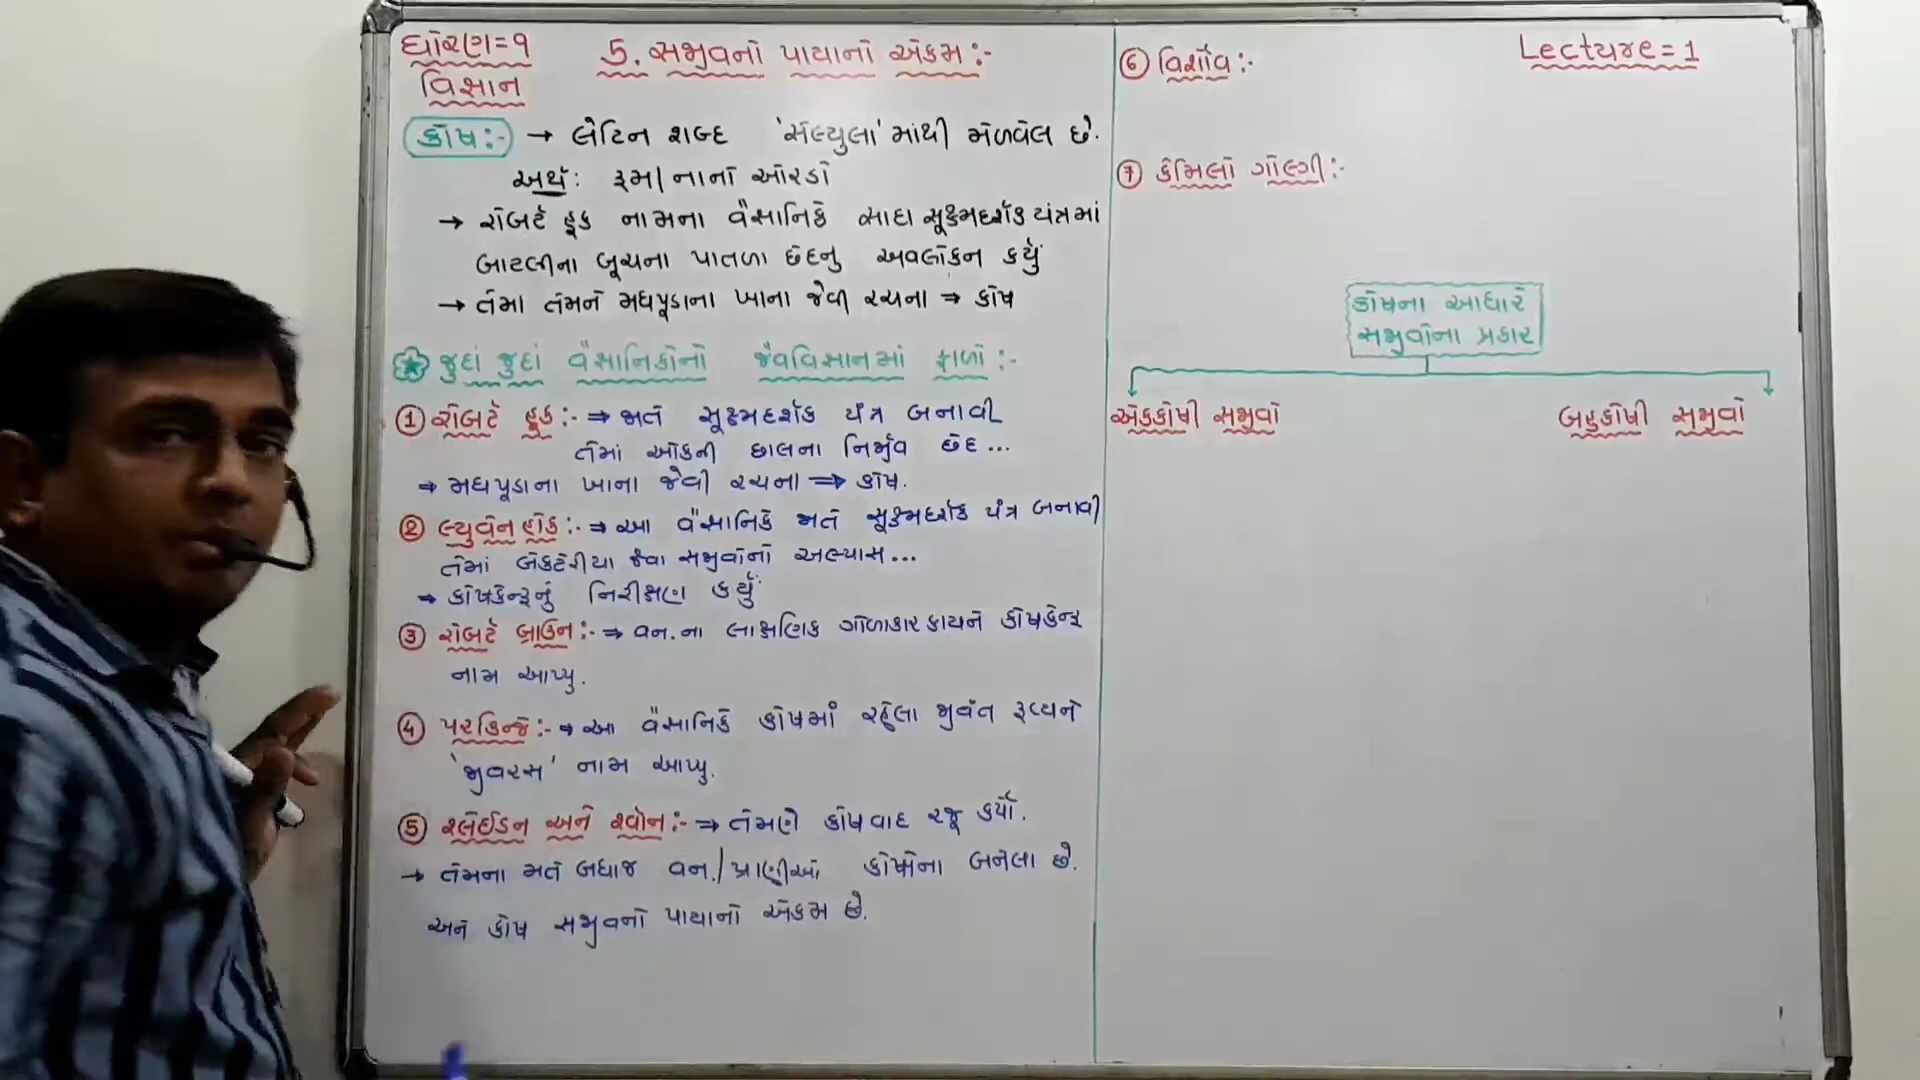 ધોરણ=૯
વિજ્ઞાન
5. સજીવનો પાયાનો એકમ:-
કોષ:- → લેટિન શબ્દ 'સેલ્યુલા' માંથી મેળવેલ છે.
અર્થ: રૂમ/નાનો ઓરડો
→ રોબર્ટ હૂક નામના વૈજ્ઞાનિકે સાદા સૂક્ષ્મદર્શક યંત્રમાં
બાટલીના બૂચના પાતળા છેદનું અવલોકન કર્યું
→ તેમાં તેમને મધપૂડાના ખાના જેવી રચના ⇒ કોષ
જુદાં જુદાં વૈજ્ઞાનિકોનો જૈવવિજ્ઞાનમાં ફાળો:-
① રોબર્ટ હૂક:- ⇒ જાતે સૂક્ષ્મદર્શક યંત્ર બનાવી
તેમાં ઓકની છાલના નિર્જીવ છેદ...
⇒ મધપૂડાના ખાના જેવી રચના ⇒ કોષ.
② લ્યુવેન હોક:- ⇒ આ વૈજ્ઞાનિકે જાતે સૂક્ષ્મદર્શક યંત્ર બનાવી
તેમાં બેક્ટેરીયા જેવા સજીવોનો અભ્યાસ...
⇒ કોષકેન્દ્રનું નિરીક્ષણ કર્યું
③ રોબર્ટ બ્રાઉન:- ⇒ વન.ના લાક્ષણિક ગોળાકાર કાયને કોષકેન્દ્ર
નામ આપ્યુ.
④ પરકિન્જે:- ⇒ આ વૈજ્ઞાનિકે કોષમાં રહેલા જીવંત દ્રવ્યને
'જીવરસ' નામ આપ્યુ.
⑤ શ્લેઈડન અને શ્વોન:- ⇒ તેમણે કોષવાદ રજૂ કર્યો.
→ તેમના મતે બધાજ વન./પ્રાણીઓ કોષોના બનેલા છે.
અને કોષ સજીવનો પાયાનો એકમ છે.
Lecture=1
⑥ વિર્શોવ:-
⑦ કેમિલો ગોલ્ગી:-
કોષના આધારે
સજીવોના પ્રકાર
એકકોષી સજીવો
બહુકોષી સજીવો